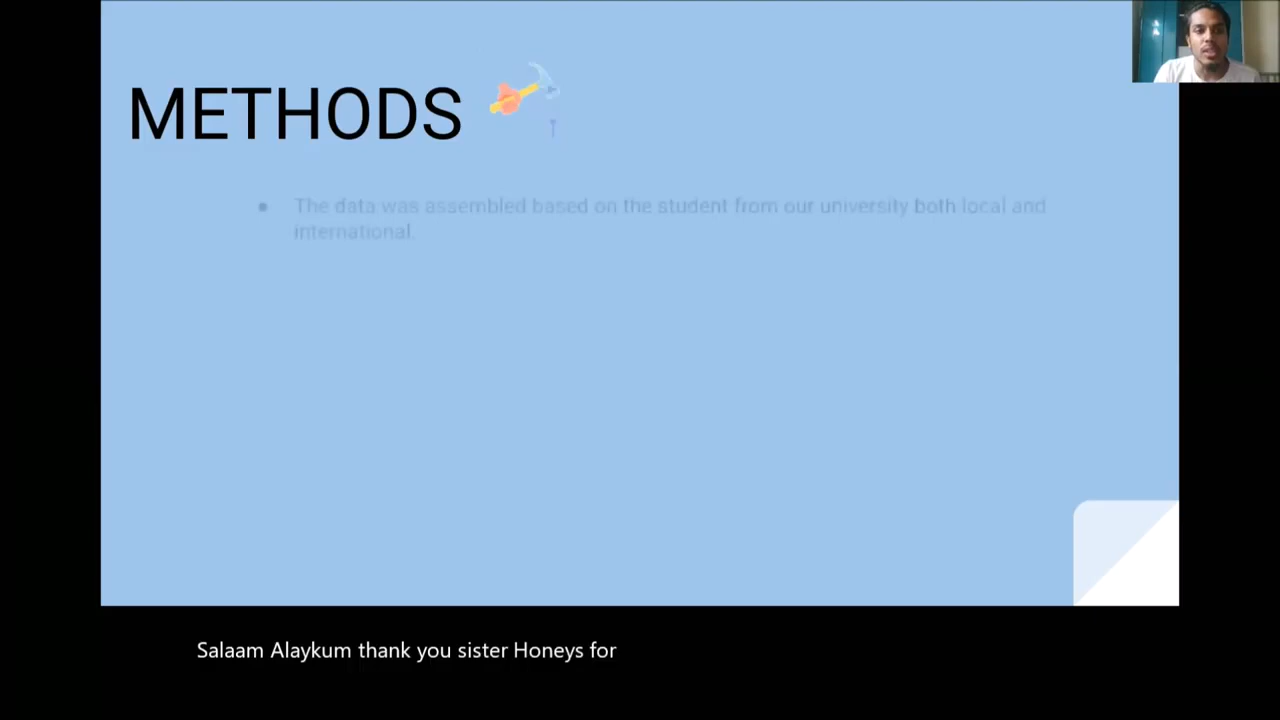 METHODS
● The data was assembled based on the student from our university both local and
international.
Salaam Alaykum thank you sister Honeys for